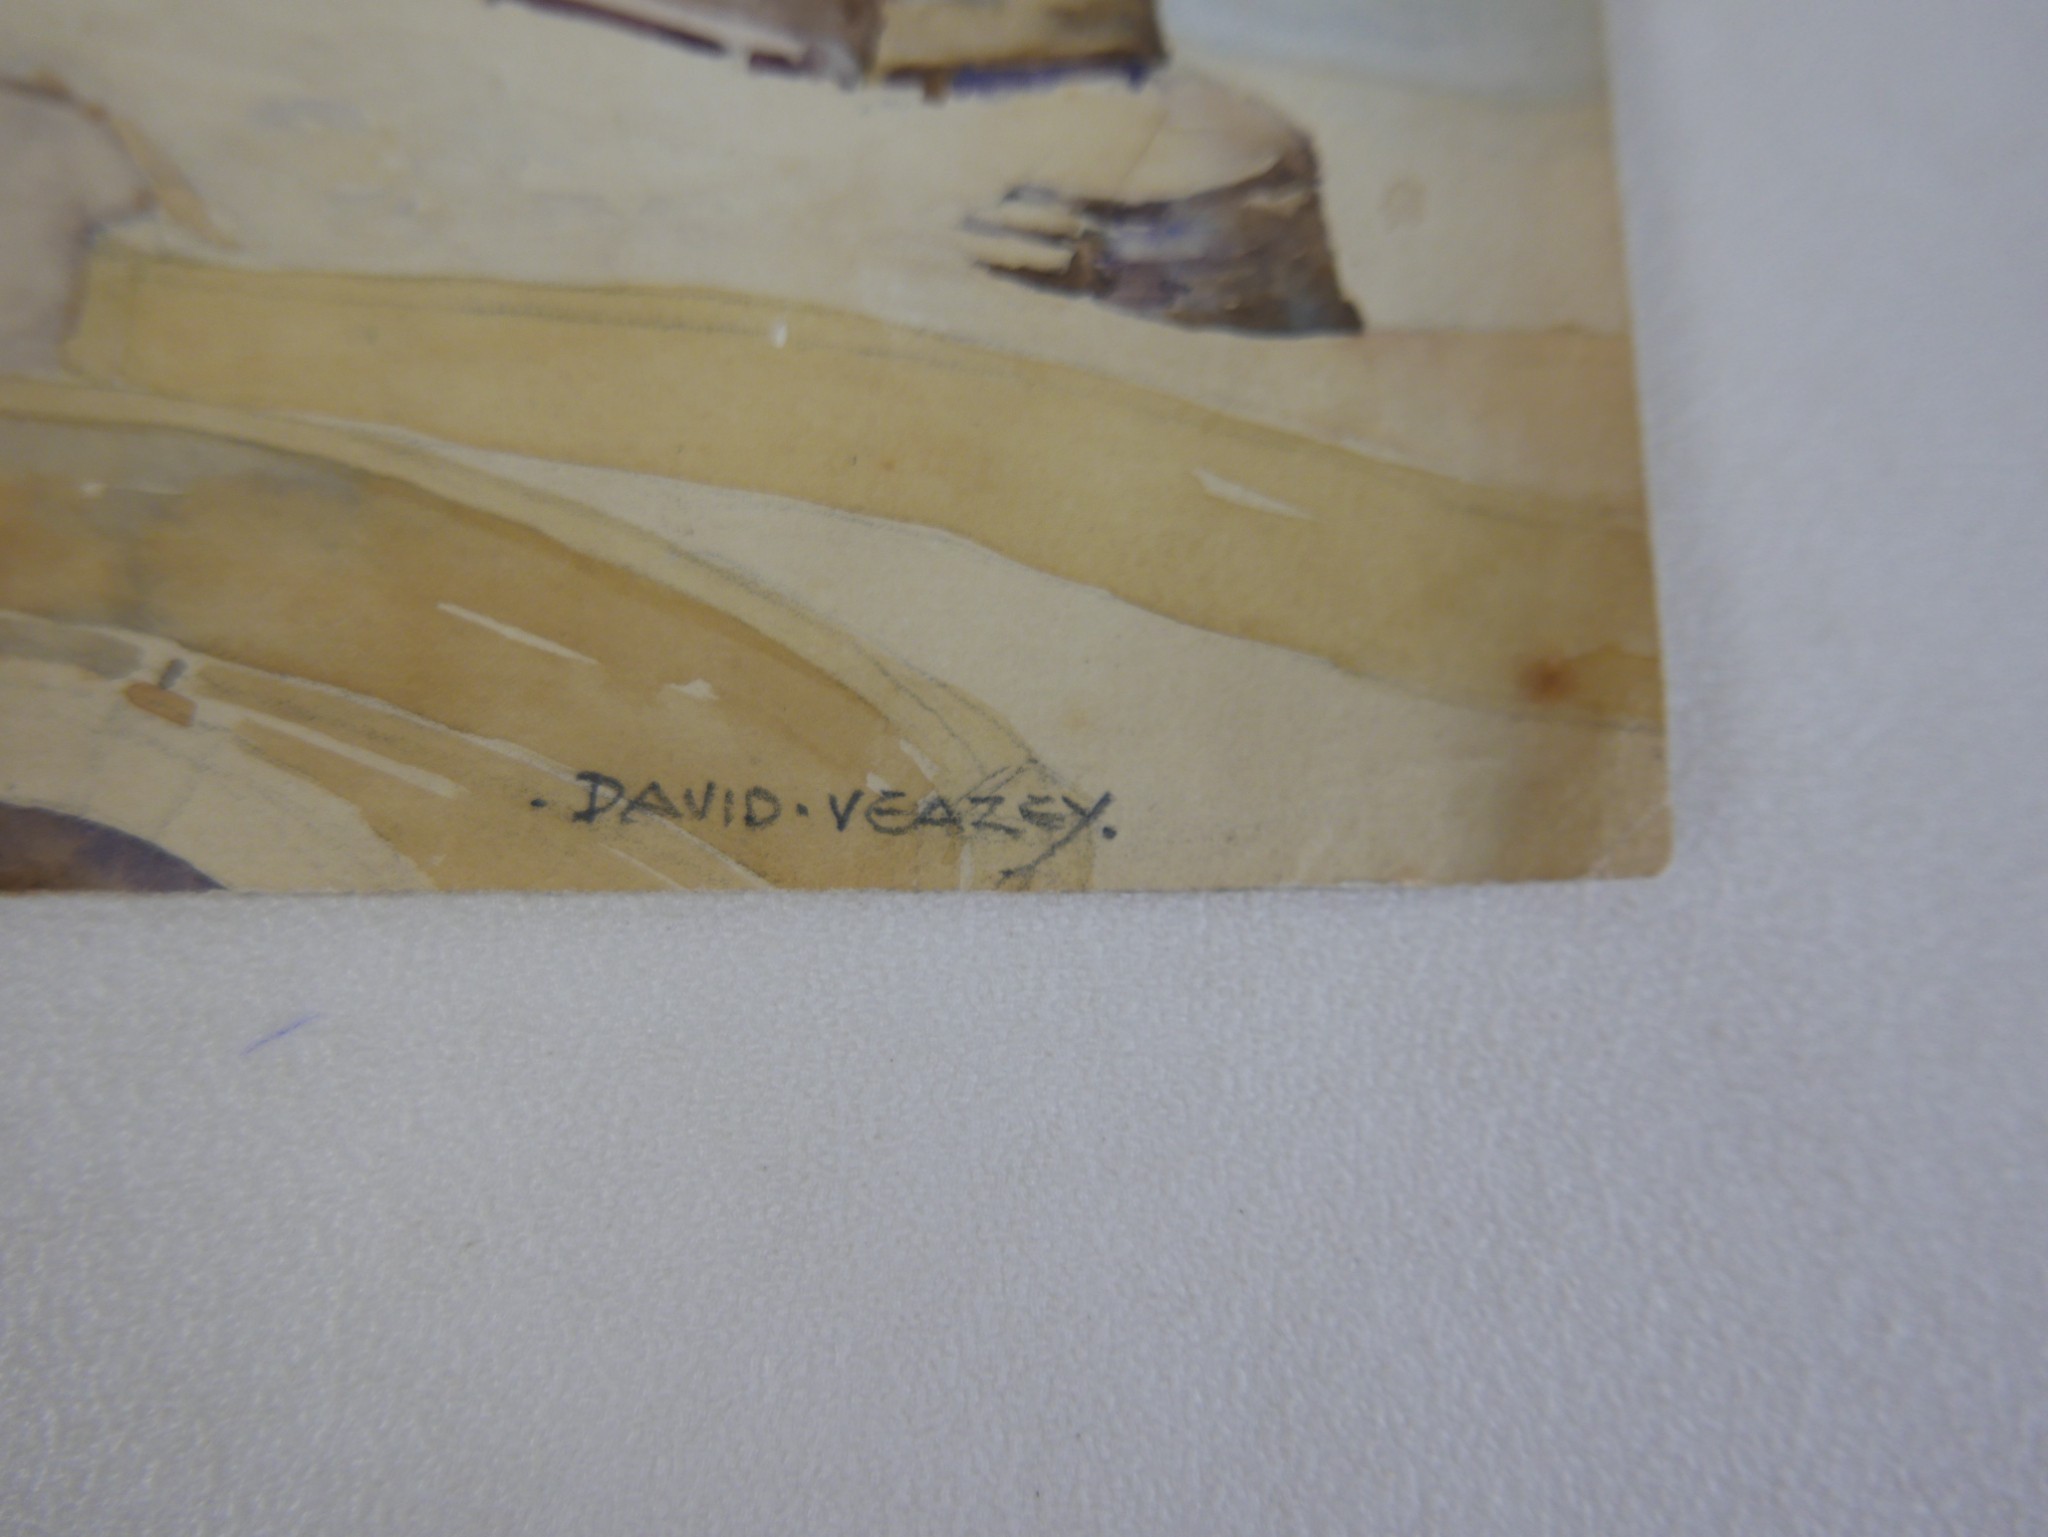 · DAVID · VEAZEY.